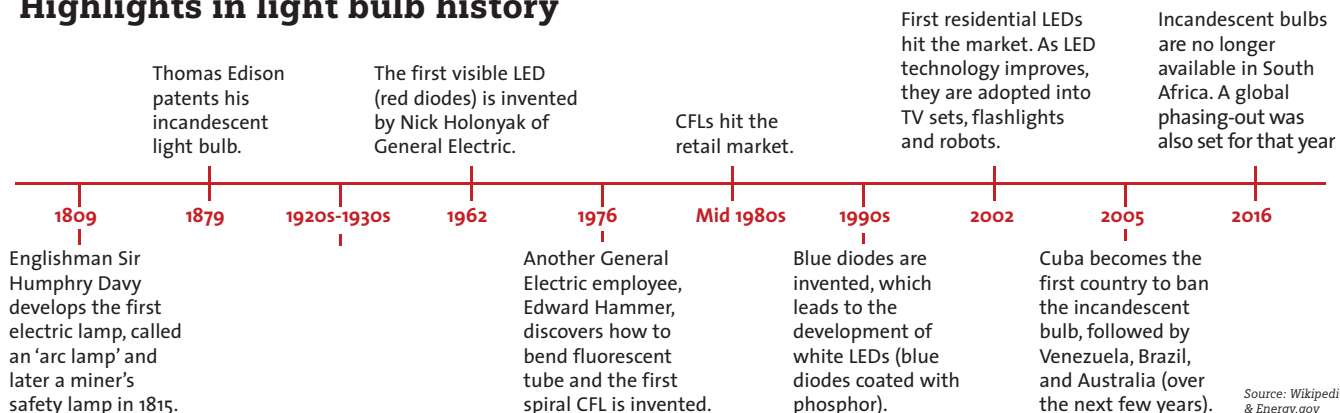 Highlights in light bulb history
Thomas Edison
patents his
incandescent
light bulb.
The first visible LED
(red diodes) is invented
by Nick Holonyak of
General Electric.
CFLs hit the
retail market.
First residential LEDs
hit the market. As LED
technology improves,
they are adopted into
TV sets, flashlights
and robots.
Incandescent bulbs
are no longer
available in South
Africa. A global
phasing-out was
also set for that year
1809
1879
1920s-1930s
1962
1976
Mid 1980s
1990s
2002
2005
2016
Englishman Sir
Humphry Davy
develops the first
electric lamp, called
an ‘arc lamp’ and
later a miner’s
safety lamp in 1815.
Another General
Electric employee,
Edward Hammer,
discovers how to
bend fluorescent
tube and the first
spiral CFL is invented.
Blue diodes are
invented, which
leads to the
development of
white LEDs (blue
diodes coated with
phosphor).
Cuba becomes the
first country to ban
the incandescent
bulb, followed by
Venezuela, Brazil,
and Australia (over
the next few years).
Source: Wikipedi
& Energy.gov